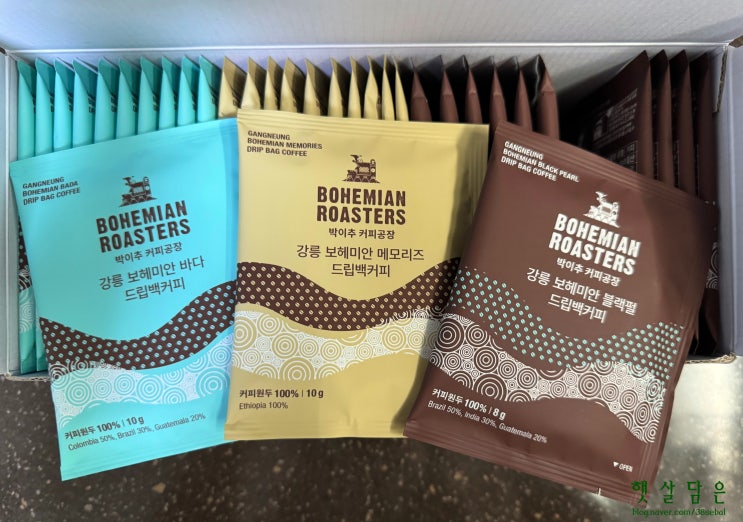 GANGNEUNG
BOHEMIAN BADA
DRIP BAG COFFEE
BOHEMIAN
ROASTERS
박이추 커피공장
강릉 보헤미안 바다
드립백커피
커피원두 100% | 10g
Colombia 50%, Brazil 30%, Guatemala 20%
GANGNEUNG
BOHEMIAN MEMORIES
DRIP BAG COFFEE
BOHEMIAN
ROASTERS
박이추 커피공장
강릉 보헤미안 메모리즈
드립백커피
커피원두 100% | 10g
Ethiopia 100%
GANGNEUNG
BOHEMIAN BLACK PEARL
DRIP BAG COFFEE
BOHEMIAN
ROASTERS
박이추 커피공장
강릉 보헤미안 블랙펄
드립백커피
커피원두 100% | 8g
Brazil 50%, India 30%, Guatemala 20%
▼OPEN
햇살담은
blog.naver.com/38sebal